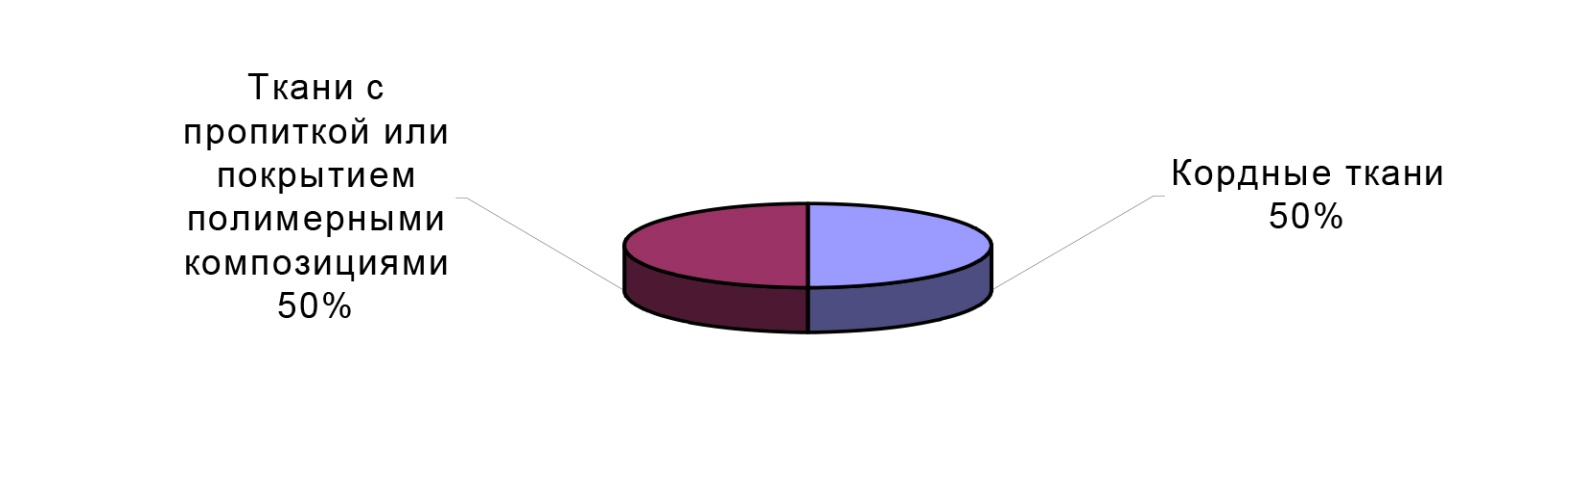 Ткани с
пропиткой или
покрытием
полимерными
композициями
50%
Кордные ткани
50%